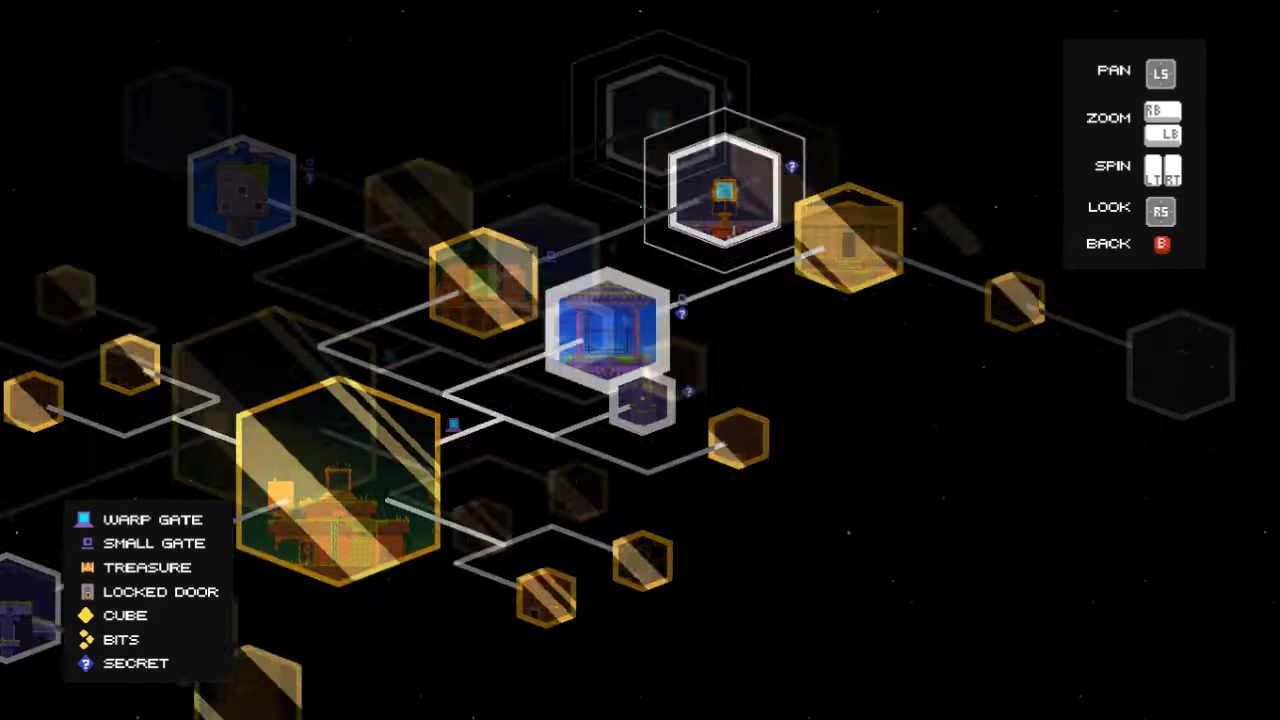 PAN LS
ZOOM RB
LB
SPIN LT RT
LOOK RS
BACK B
WARP GATE
SMALL GATE
TREASURE
LOCKED DOOR
CUBE
BITS
? SECRET